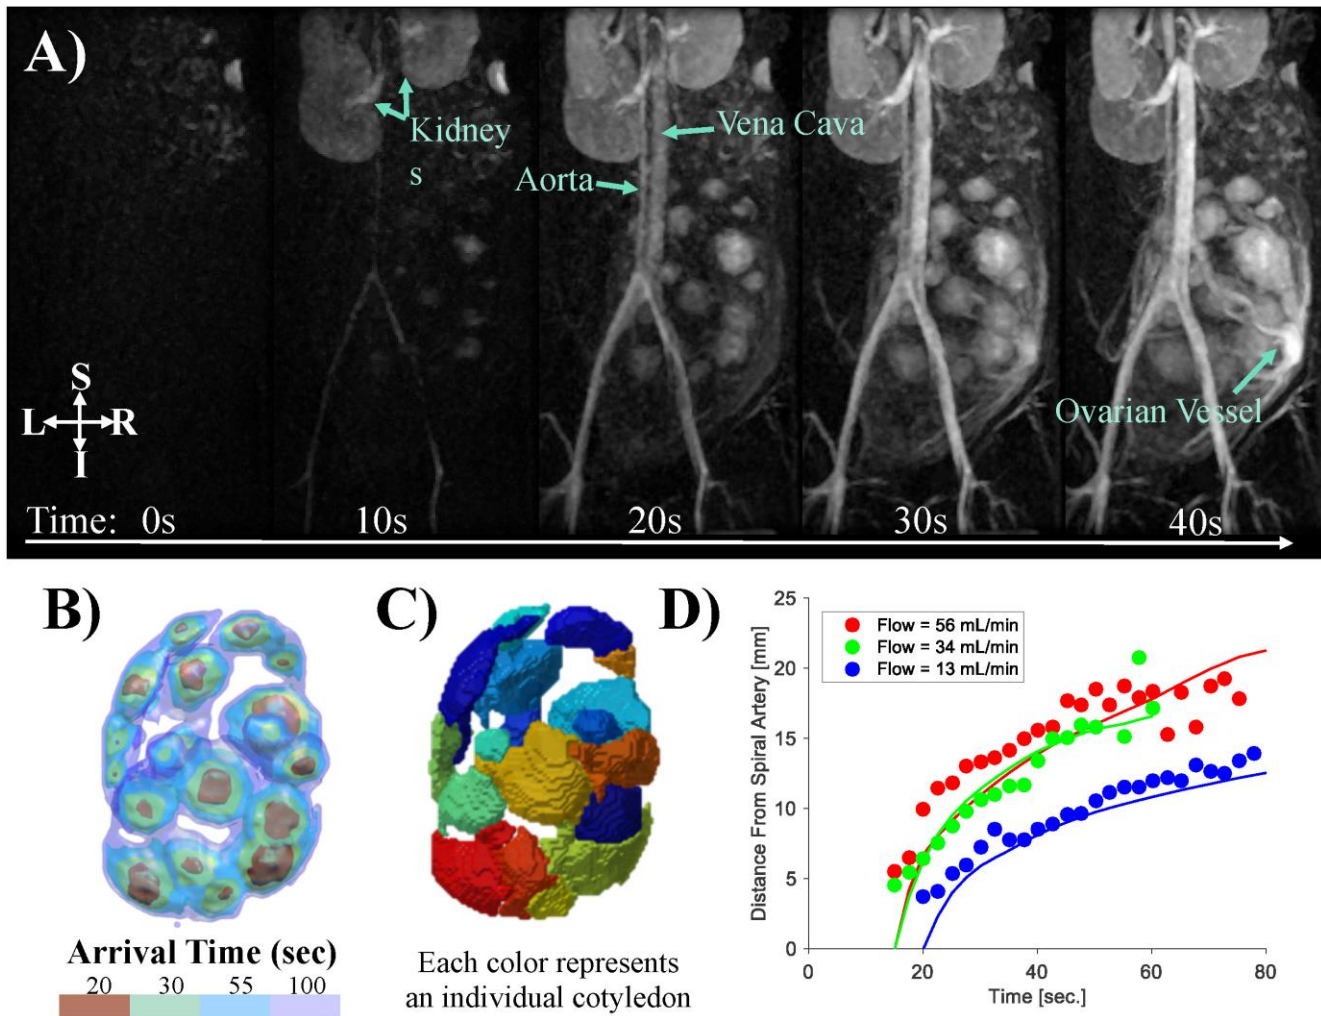 A)
Kidney
s
Vena Cava
Aorta
Ovarian Vessel
S
L R
I
Time: 0s 10s 20s 30s 40s
B)
Arrival Time (sec)
20 30 55 100
C)
Each color represents
an individual cotyledon
D)
Distance From Spiral Artery [mm]
25
20
15
10
5
0
Flow = 56 mL/min
Flow = 34 mL/min
Flow = 13 mL/min
0 20 40 60 80
Time [sec.]